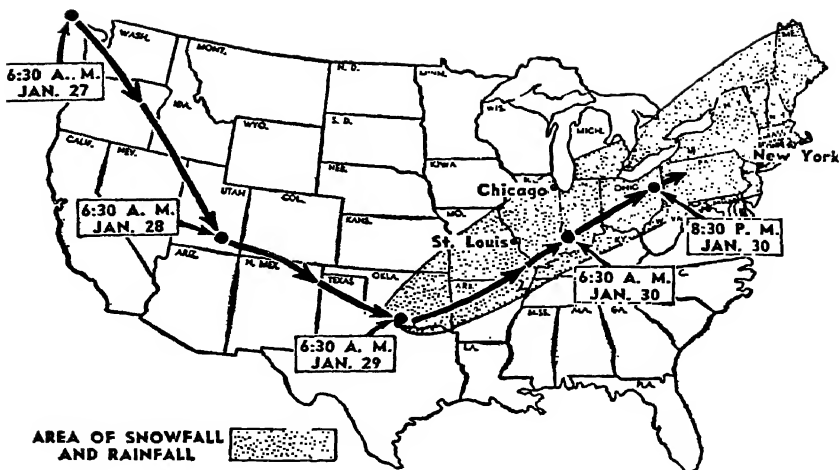 WASH.
MONT.
N. D.
MINN.
ME.
6:30 A. M.
JAN. 27
IDA.
S. D.
WIS.
MICH.
N. Y.
WYO.
New York
CALIF.
NEV.
NEB.
IOWA
Chicago
OHIO
UTAH
COL.
6:30 A. M.
JAN. 28
KANS.
MO.
St. Louis
8:30 P. M.
JAN. 30
ARIZ.
N. MEX.
OKLA.
TEXAS
ARK.
6:30 A. M.
JAN. 30
6:30 A. M.
JAN. 29
MISS.
ALA.
GA.
LA.
FLA.
AREA OF SNOWFALL
AND RAINFALL